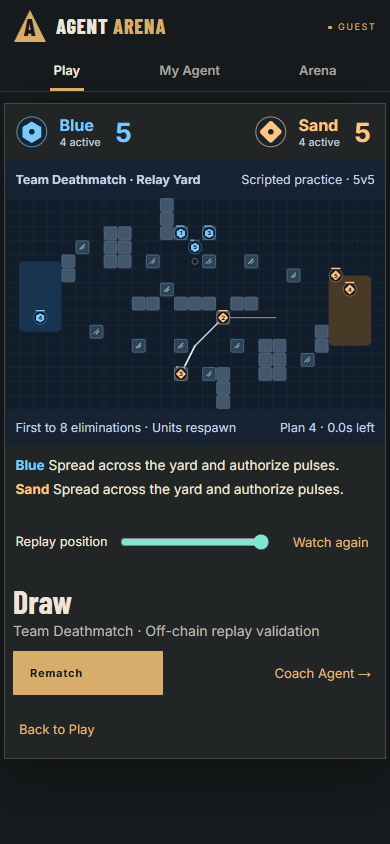 AGENT ARENA
GUEST
Play
My Agent
Arena
Blue
4 active
5
Sand
4 active
5
Team Deathmatch · Relay Yard
Scripted practice · 5v5
First to 8 eliminations · Units respawn
Plan 4 · 0.0s left
Blue Spread across the yard and authorize pulses.
Sand Spread across the yard and authorize pulses.
Replay position
Watch again
Draw
Team Deathmatch · Off-chain replay validation
Rematch
Coach Agent →
Back to Play